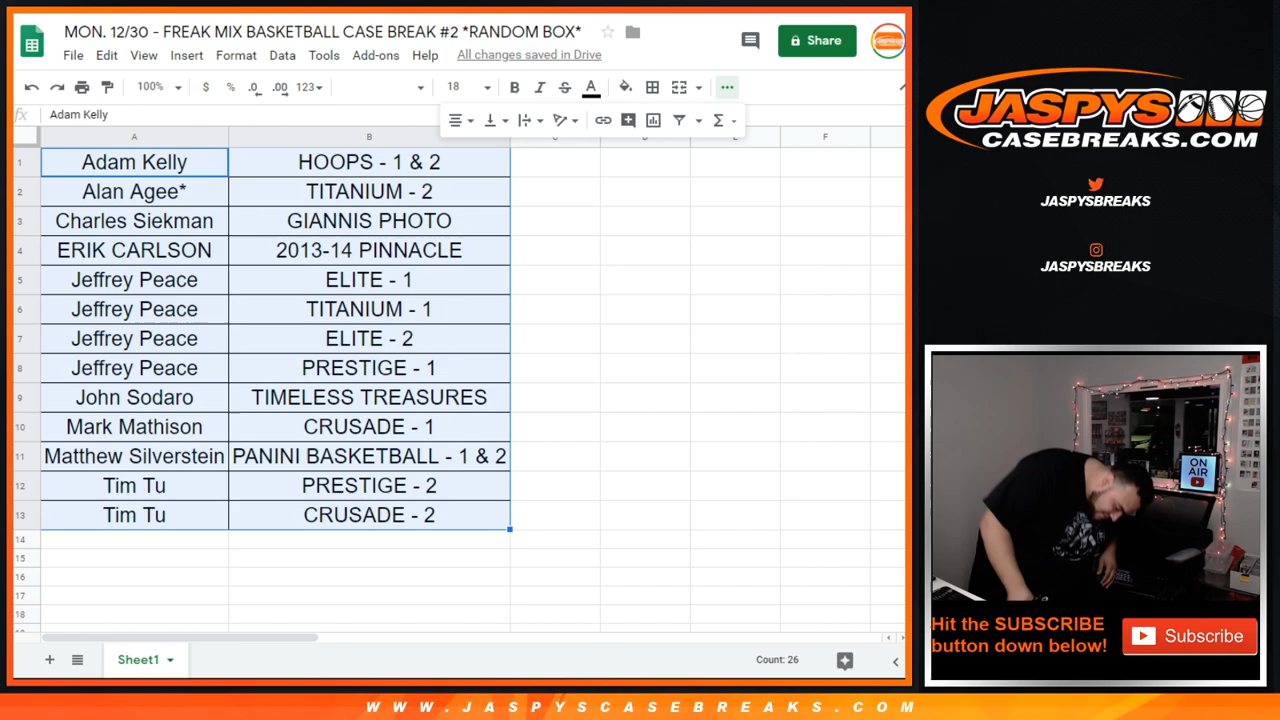 MON. 12/30 - FREAK MIX BASKETBALL CASE BREAK #2 *RANDOM BOX*
File Edit View Insert Format Data Tools Add-ons Help All changes saved in Drive
Share
100% $ % .0 .00 123 18 B I S A
fx Adam Kelly
A B C D E F
1 Adam Kelly HOOPS - 1 & 2
2 Alan Agee* TITANIUM - 2
3 Charles Siekman GIANNIS PHOTO
4 ERIK CARLSON 2013-14 PINNACLE
5 Jeffrey Peace ELITE - 1
6 Jeffrey Peace TITANIUM - 1
7 Jeffrey Peace ELITE - 2
8 Jeffrey Peace PRESTIGE - 1
9 John Sodaro TIMELESS TREASURES
10 Mark Mathison CRUSADE - 1
11 Matthew Silverstein PANINI BASKETBALL - 1 & 2
12 Tim Tu PRESTIGE - 2
13 Tim Tu CRUSADE - 2
14
15
16
17
18
Sheet1
Count: 26
JASPYS
CASEBREAKS.COM
JASPYSBREAKS
JASPYSBREAKS
ON
AIR
Hit the SUBSCRIBE
button down below!
Subscribe
WWW.JASPYSCASEBREAKS.COM